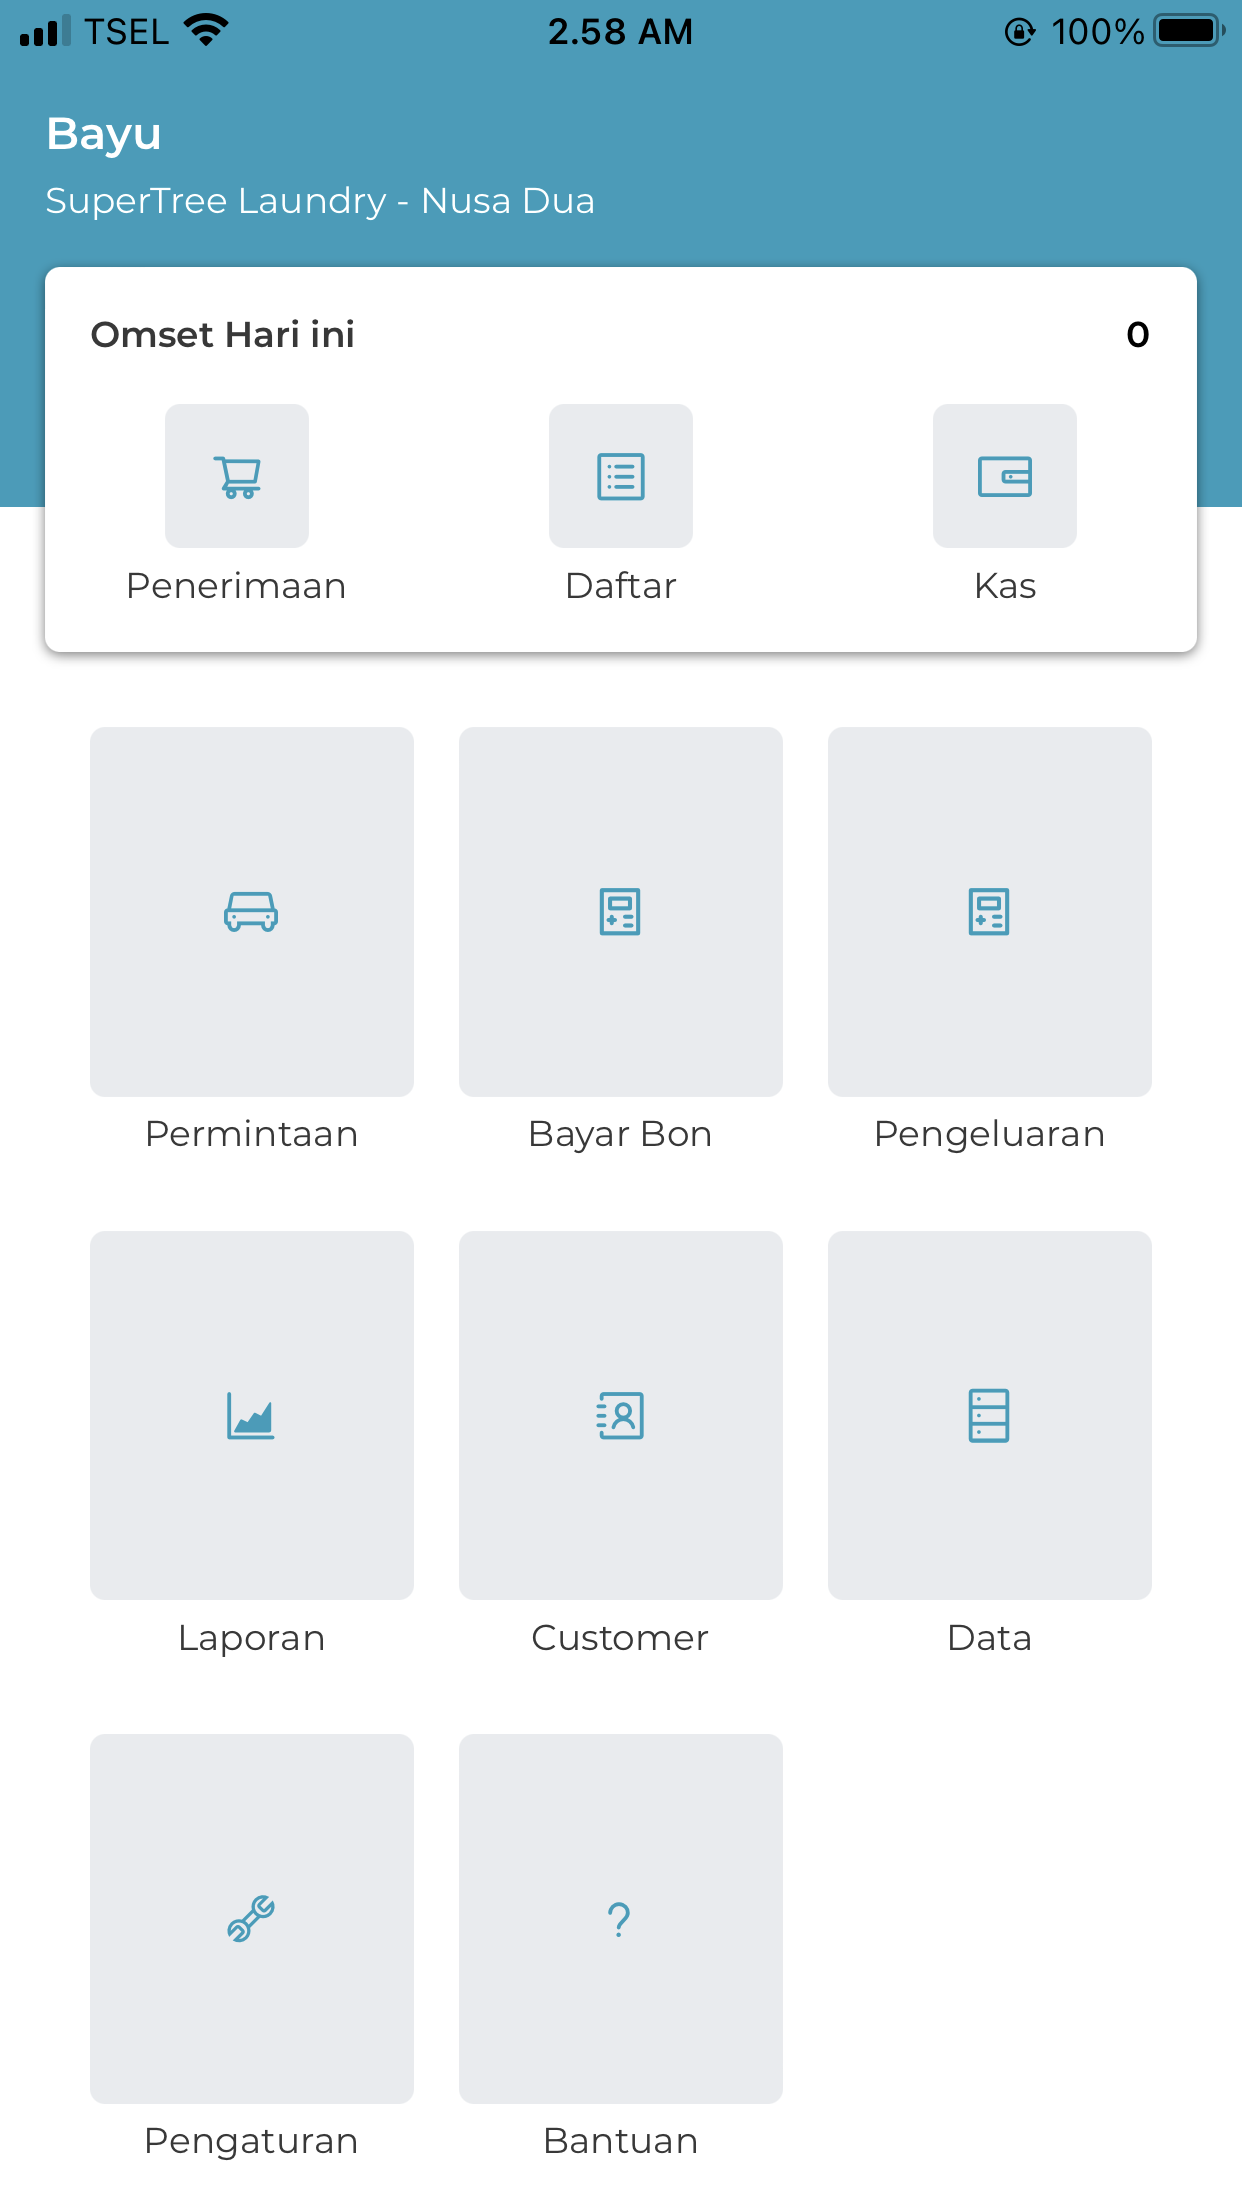 TSEL 2.58 AM 100%
Bayu
SuperTree Laundry - Nusa Dua
Omset Hari ini 0
Penerimaan Daftar Kas
Permintaan Bayar Bon Pengeluaran
Laporan Customer Data
Pengaturan Bantuan